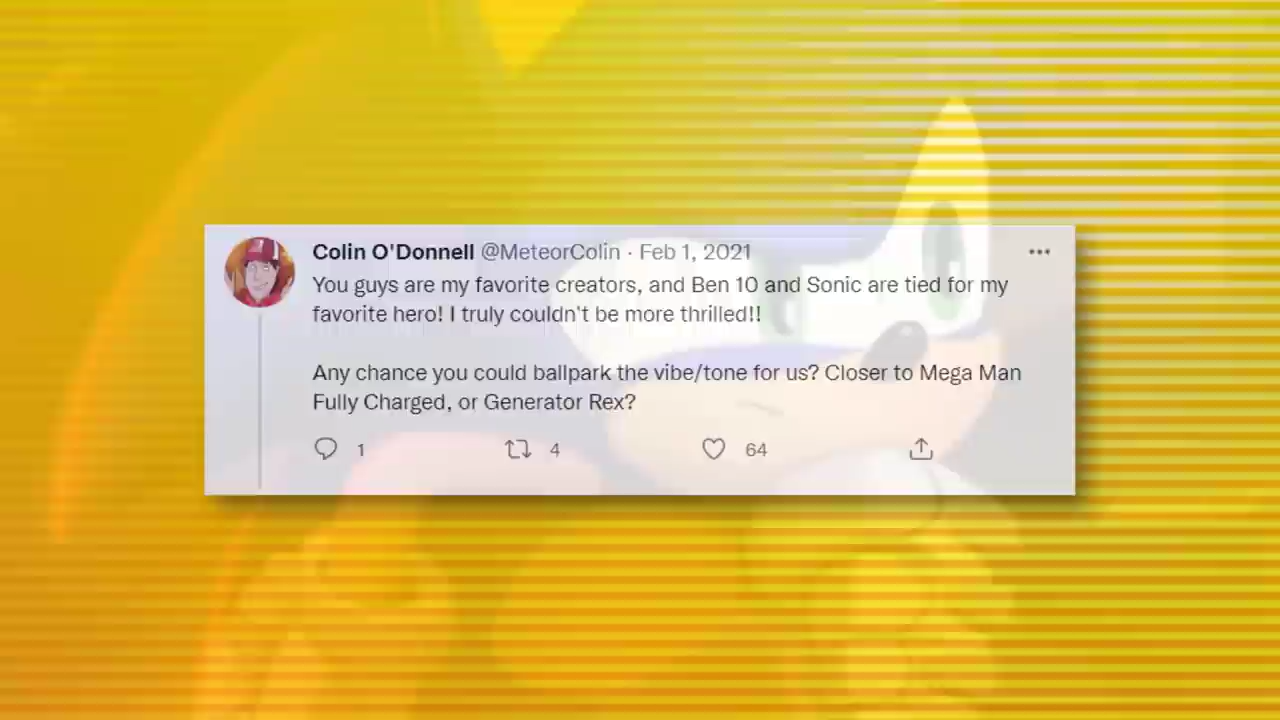 Colin O'Donnell @MeteorColin · Feb 1, 2021
You guys are my favorite creators, and Ben 10 and Sonic are tied for my
favorite hero! I truly couldn't be more thrilled!!
Any chance you could ballpark the vibe/tone for us? Closer to Mega Man
Fully Charged, or Generator Rex?
1 4 64